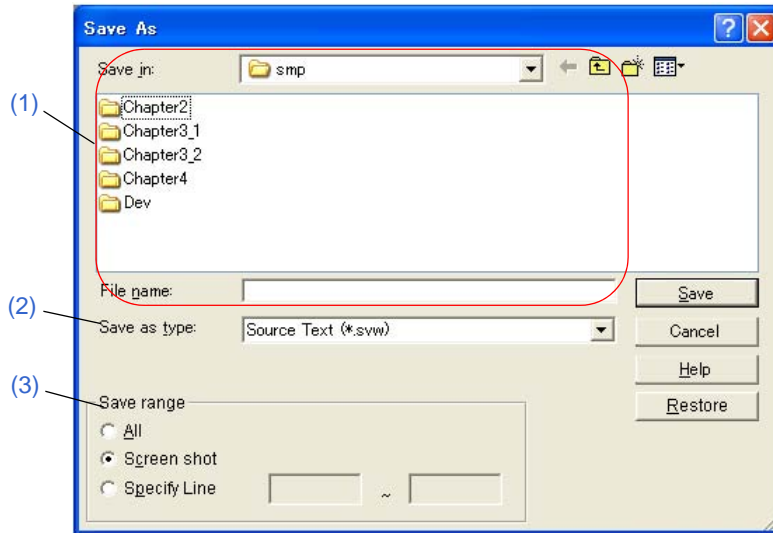 Save As
Save in:
smp
(1)
Chapter2
Chapter3_1
Chapter3_2
Chapter4
Dev
File name:
Save
(2)
Save as type:
Source Text (*.svw)
Cancel
Help
(3)
Save range
Restore
All
Screen shot
Specify Line
~